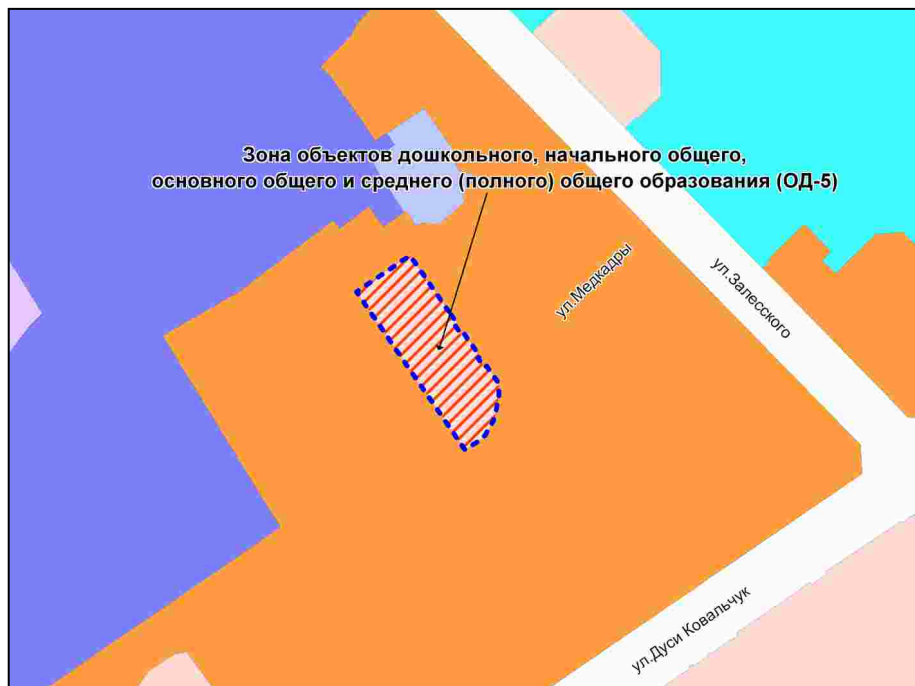 Зона объектов дошкольного, начального общего,
основного общего и среднего (полного) общего образования (ОД-5)
ул.Медкадры
ул.Залесского
ул.Дуси Ковальчук